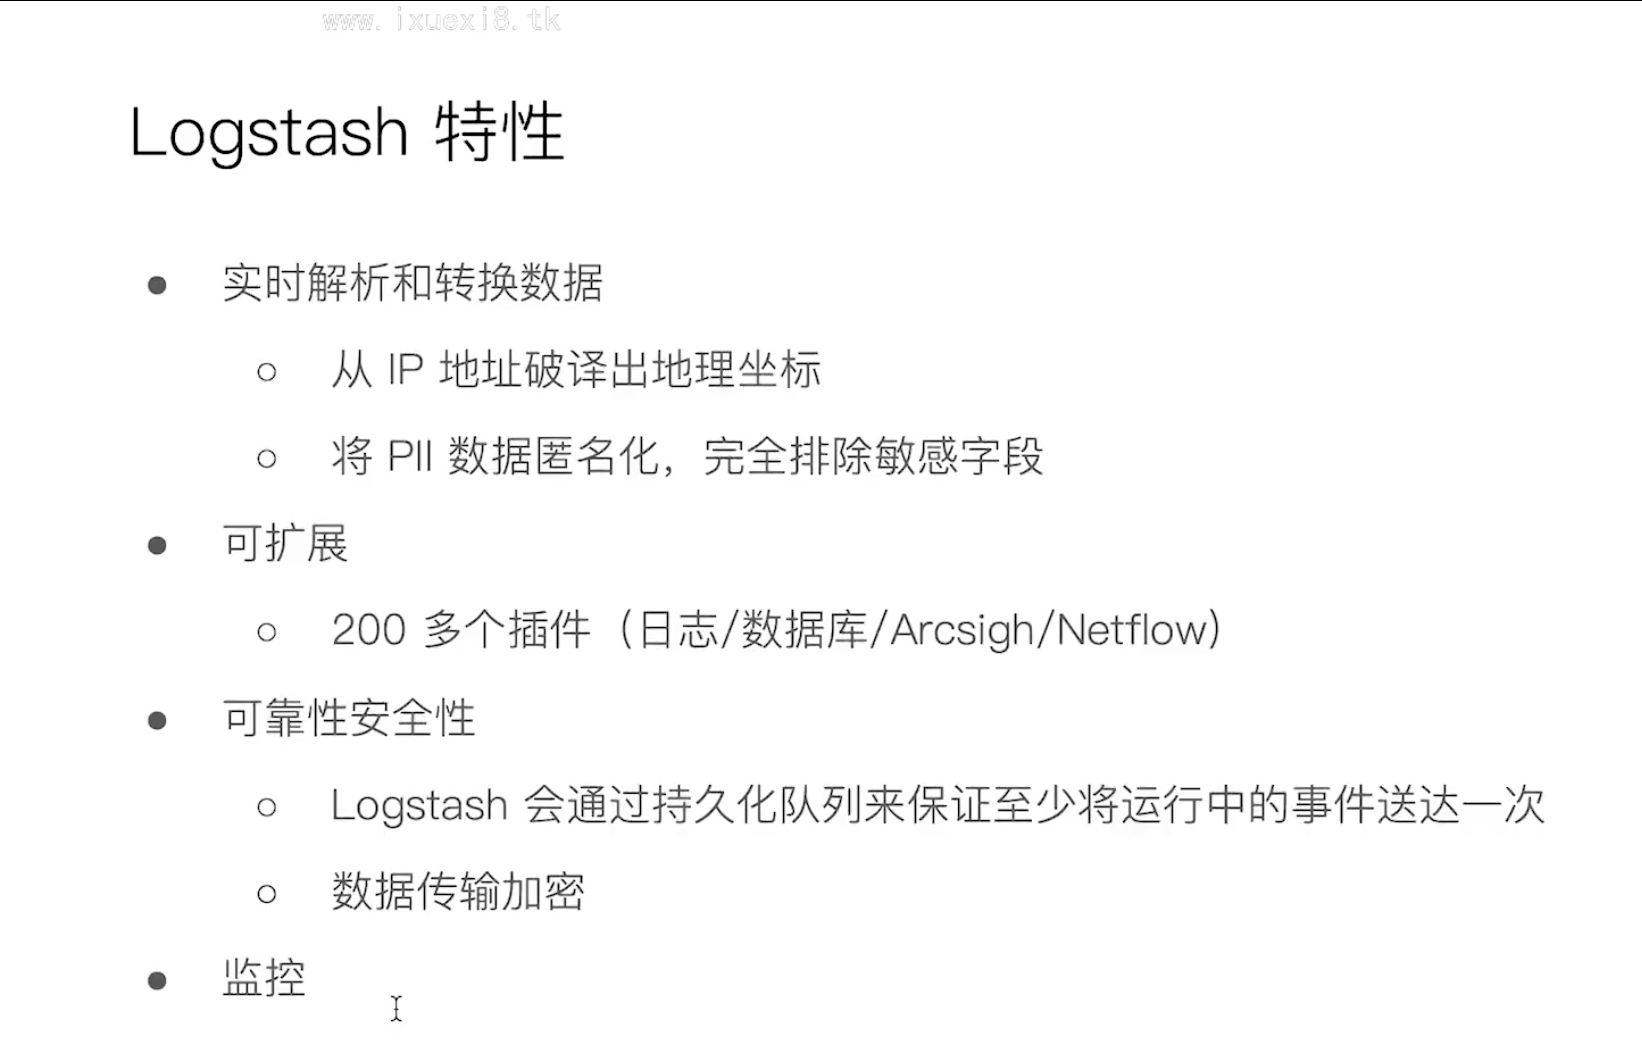 www.ixuexi8.tk
Logstash 特性
● 实时解析和转换数据
○ 从 IP 地址破译出地理坐标
○ 将 PII 数据匿名化，完全排除敏感字段
● 可扩展
○ 200 多个插件（日志/数据库/Arcsigh/Netflow）
● 可靠性安全性
○ Logstash 会通过持久化队列来保证至少将运行中的事件送达一次
○ 数据传输加密
● 监控